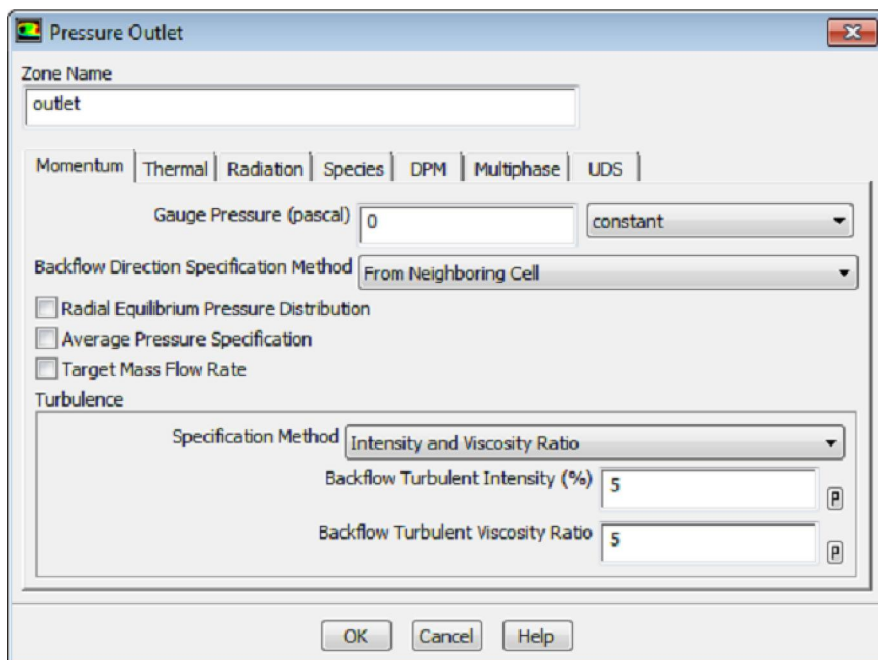 Pressure Outlet
Zone Name
outlet
Momentum Thermal Radiation Species DPM Multiphase UDS
Gauge Pressure (pascal) 0 constant
Backflow Direction Specification Method From Neighboring Cell
Radial Equilibrium Pressure Distribution
Average Pressure Specification
Target Mass Flow Rate
Turbulence
Specification Method Intensity and Viscosity Ratio
Backflow Turbulent Intensity (%) 5 P
Backflow Turbulent Viscosity Ratio 5 P
OK Cancel Help